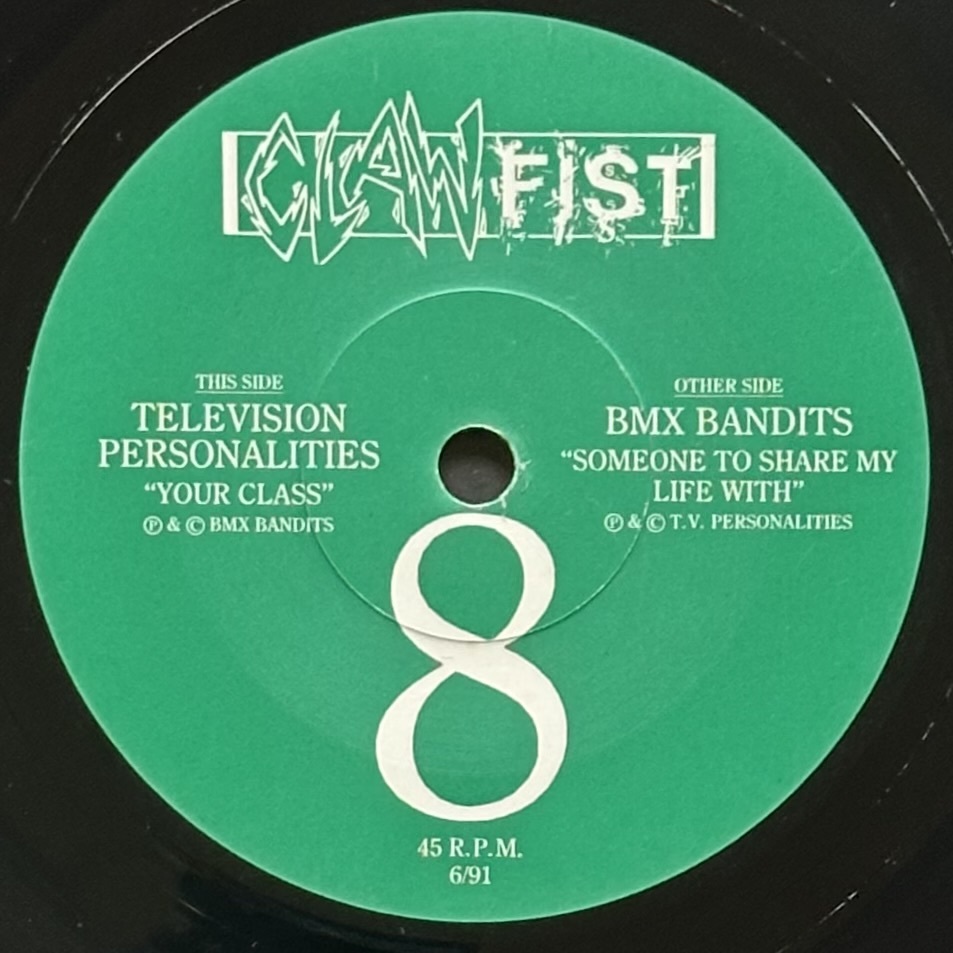 CLAWFIST
THIS SIDE
TELEVISION
PERSONALITIES
“YOUR CLASS”
Ⓟ & © BMX BANDITS
OTHER SIDE
BMX BANDITS
“SOMEONE TO SHARE MY
LIFE WITH”
Ⓟ & © T.V. PERSONALITIES
8
45 R.P.M.
6/91